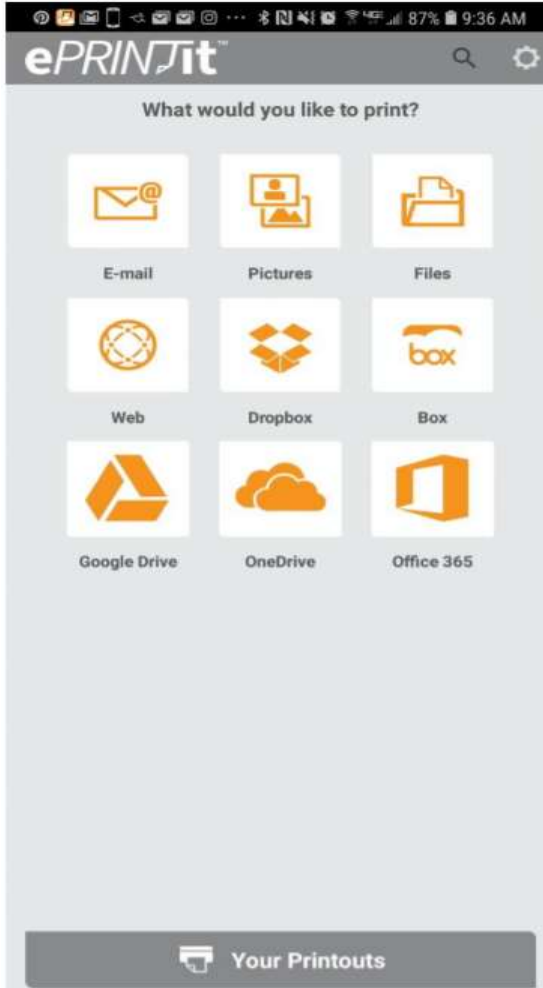 87% 9:36 AM
ePRINTit™
What would you like to print?
@
E-mail Pictures Files
box
Web Dropbox Box
Google Drive OneDrive Office 365
Your Printouts